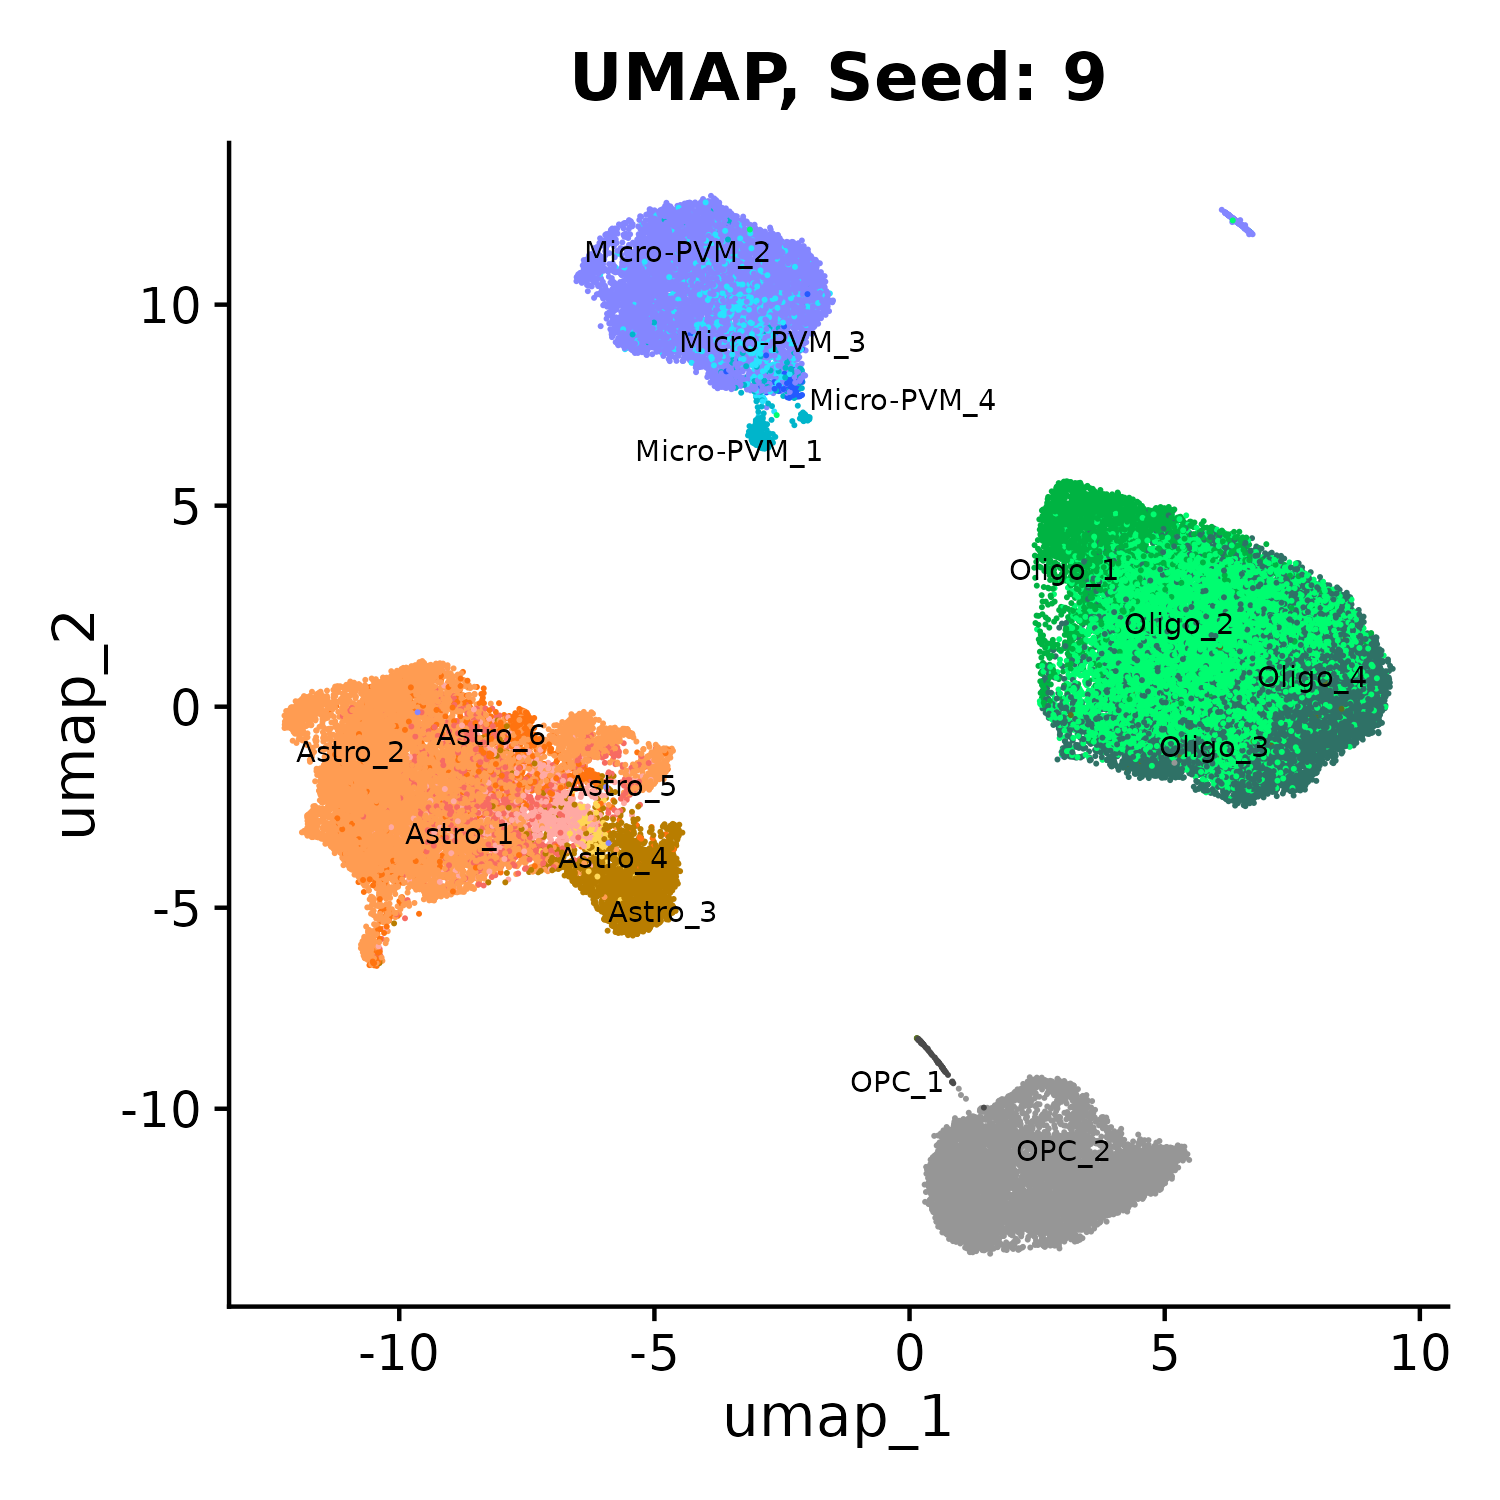 UMAP, Seed: 9
umap_2
10
5
0
-5
-10
Micro-PVM_2
Micro-PVM_3
Micro-PVM_4
Micro-PVM_1
Oligo_1
Oligo_2
Oligo_4
Oligo_3
Astro_6
Astro_2
Astro_5
Astro_1
Astro_4
Astro_3
OPC_1
OPC_2
-10
-5
0
5
10
umap_1